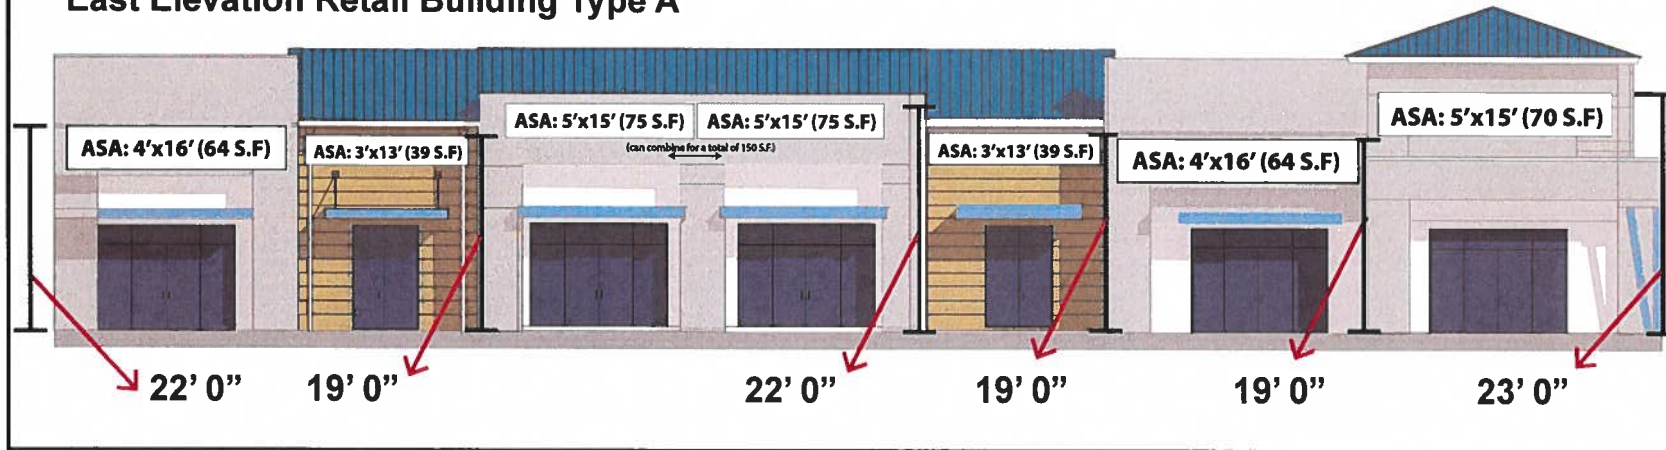 East Elevation Retail Building Type A
ASA: 4’x16’ (64 S.F)
ASA: 3’x13’ (39 S.F)
ASA: 5’x15’ (75 S.F)
ASA: 5’x15’ (75 S.F)
(can combine for a total of 150 S.F.)
ASA: 3’x13’ (39 S.F)
ASA: 4’x16’ (64 S.F)
ASA: 5’x15’ (70 S.F)
22’ 0”
19’ 0”
22’ 0”
19’ 0”
19’ 0”
23’ 0”